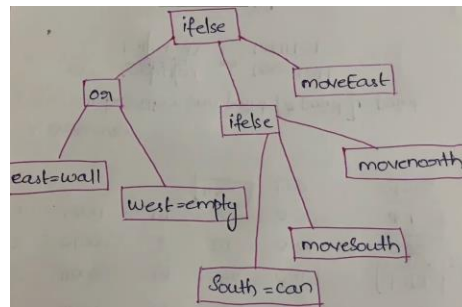 ifelse
or
moveEast
ifelse
movenorth
east=wall
west=empty
moveSouth
South=can